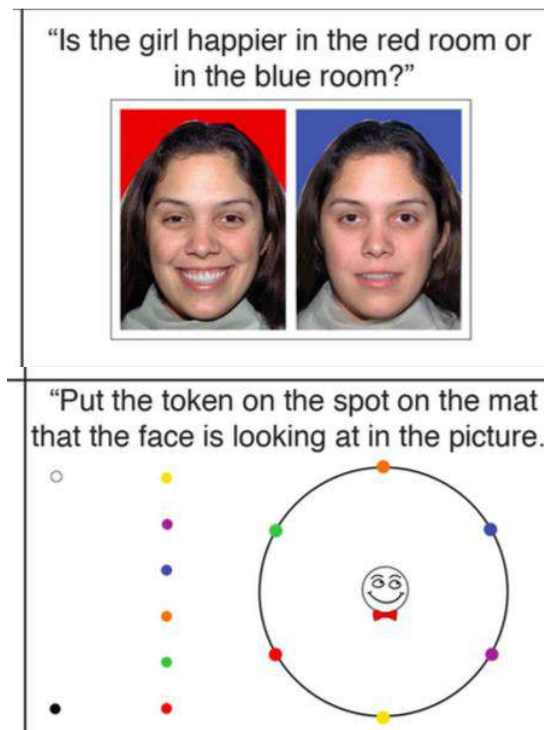 “Is the girl happier in the red room or
in the blue room?”
“Put the token on the spot on the mat
that the face is looking at in the picture.